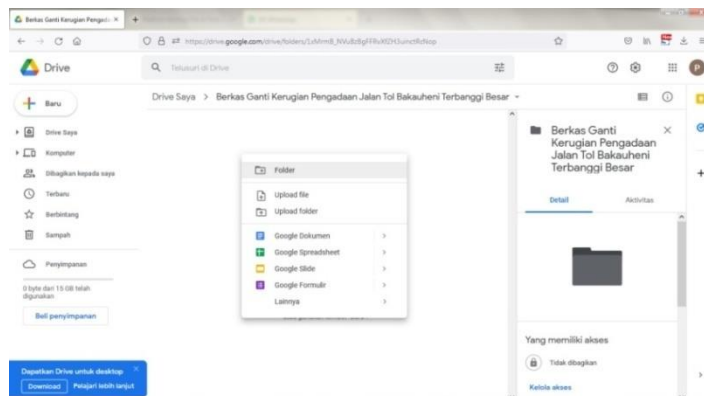 Berkas Ganti Kerugian Pengad
https://drive.google.com/drive/folders/
Drive
Telusuri di Drive
Baru
Drive Saya > Berkas Ganti Kerugian Pengadaan Jalan Tol Bakauheni Terbanggi Besar
Drive Saya
Komputer
Dibagikan kepada saya
Terbaru
Berbintang
Sampah
Penyimpanan
0 byte dari 15 GB telah
digunakan
Beli penyimpanan
Folder
Upload file
Upload folder
Google Dokumen
Google Spreadsheet
Google Slide
Google Formulir
Lainnya
Berkas Ganti
Kerugian Pengadaan
Jalan Tol Bakauheni
Terbanggi Besar
Detail
Aktivitas
Yang memiliki akses
Tidak dibagikan
Kelola akses
Dapatkan Drive untuk desktop
Download
Pelajari lebih lanjut
P